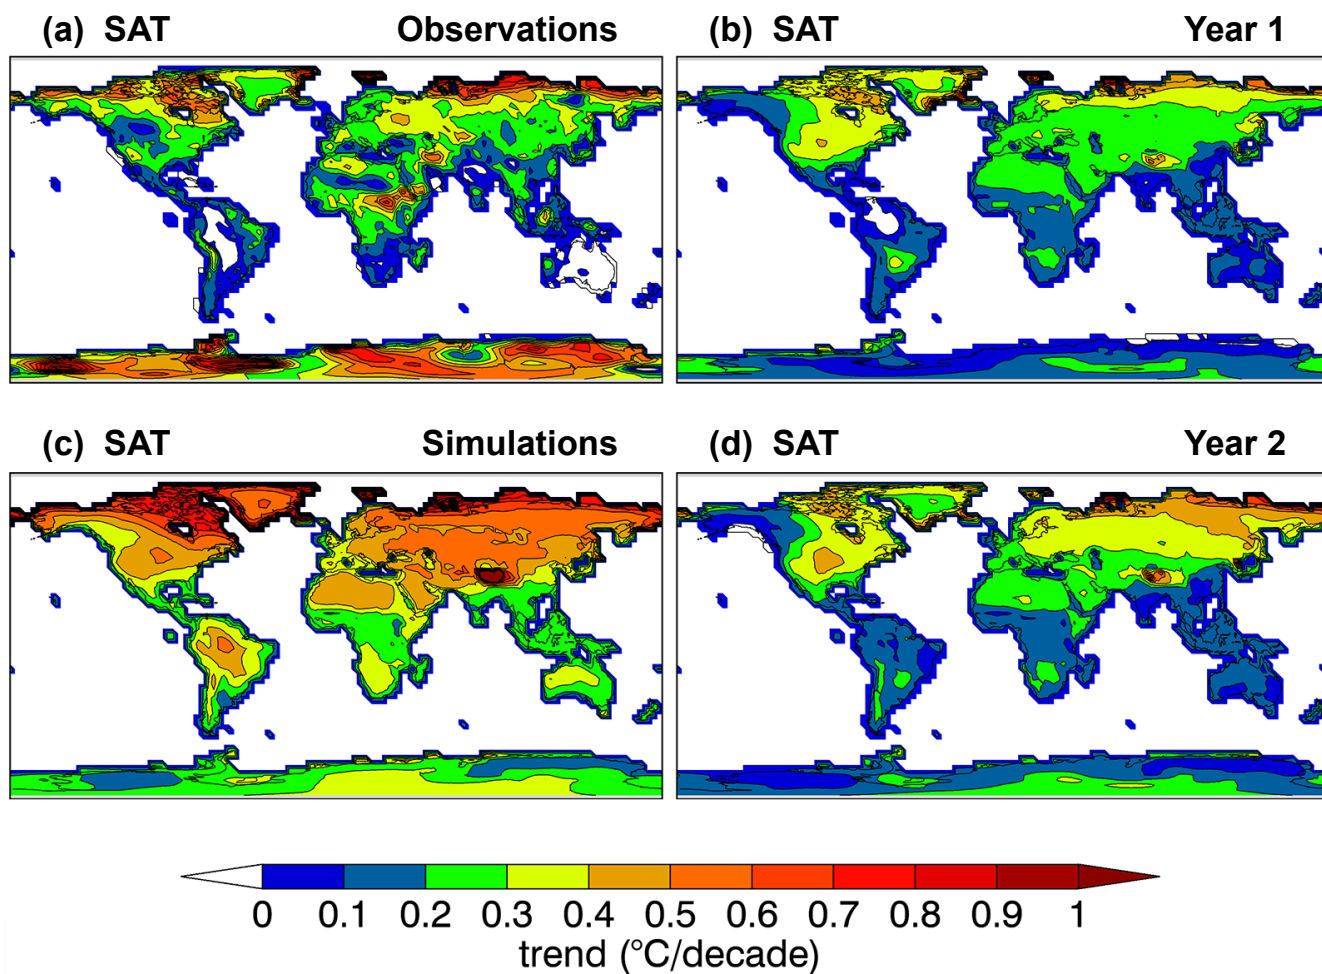 (a) SAT Observations
(b) SAT Year 1
(c) SAT Simulations
(d) SAT Year 2
0 0.1 0.2 0.3 0.4 0.5 0.6 0.7 0.8 0.9 1
trend (°C/decade)